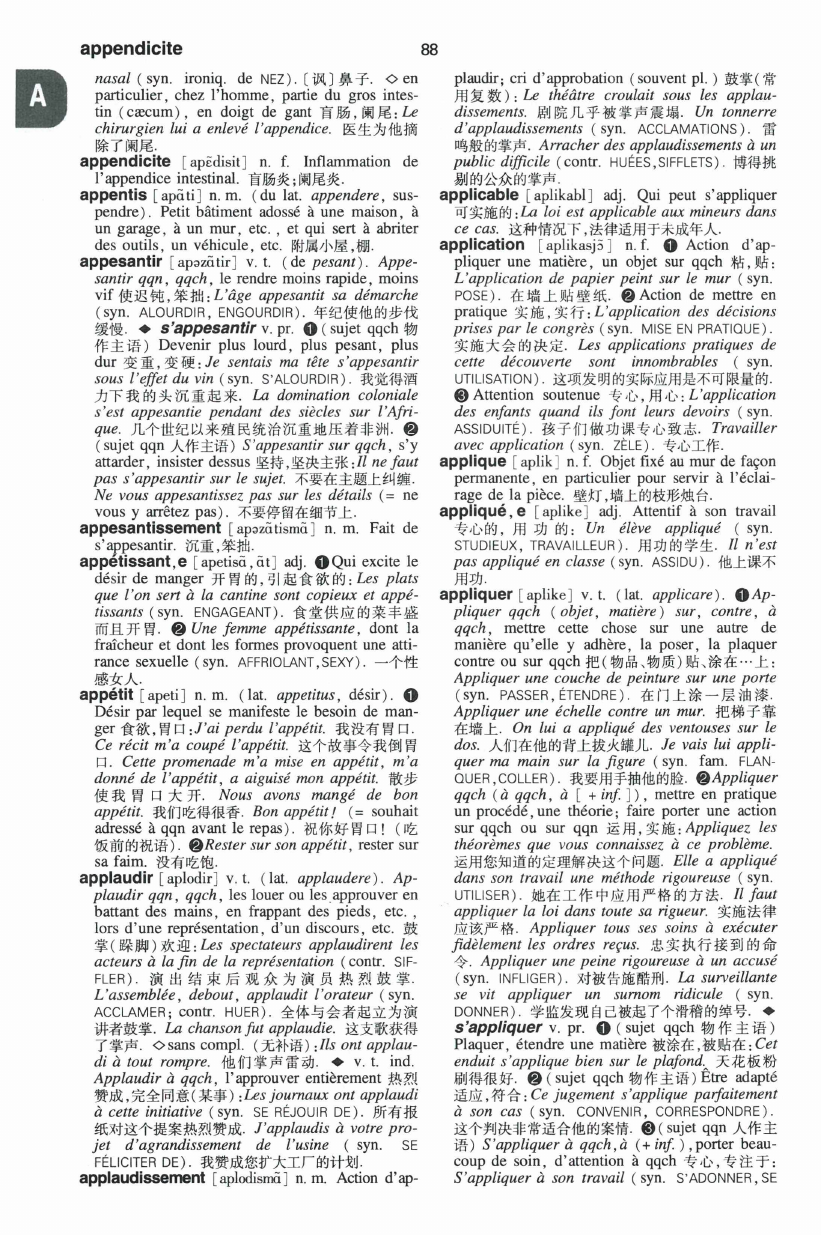 appendicite
88
A
nasal (syn. ironiq. de NEZ). 〔讽〕鼻子. ◇en
particulier, chez l'homme, partie du gros intes-
tin (cæcum), en doigt de gant 盲肠,阑尾: Le
chirurgien lui a enlevé l'appendice. 医生为他摘
除了阑尾.
appendicite [apɛ̃disit] n. f. Inflammation de
l'appendice intestinal. 盲肠炎;阑尾炎.
appentis [apɑ̃ti] n. m. (du lat. appendere, sus-
pendre). Petit bâtiment adossé à une maison, à
un garage, à un mur, etc., et qui sert à abriter
des outils, un véhicule, etc. 附属小屋,棚.
appesantir [apəzɑ̃tir] v. t. (de pesant). Appe-
santir qqn, qqch, le rendre moins rapide, moins
vif 使迟钝,笨拙: L'âge appesantit sa démarche
(syn. ALOURDIR, ENGOURDIR). 年纪使他的步伐
缓慢. ◆ s'appesantir v. pr. ❶(sujet qqch 物
作主语) Devenir plus lourd, plus pesant, plus
dur 变重,变硬: Je sentais ma tête s'appesantir
sous l'effet du vin (syn. S'ALOURDIR). 我觉得酒
力下我的头沉重起来. La domination coloniale
s'est appesantie pendant des siècles sur l'Afri-
que. 几个世纪以来殖民统治沉重地压着非洲. ❷
(sujet qqn 人作主语) S'appesantir sur qqch, s'y
attarder, insister dessus 坚持,坚决主张: Il ne faut
pas s'appesantir sur le sujet. 不要在主题上纠缠.
Ne vous appesantissez pas sur les détails (= ne
vous y arrêtez pas). 不要停留在细节上.
appesantissement [apəzɑ̃tismɑ̃] n. m. Fait de
s'appesantir. 沉重,笨拙.
appétissant,e [apetisɑ̃, ɑ̃t] adj. ❶Qui excite le
désir de manger 开胃的,引起食欲的: Les plats
que l'on sert à la cantine sont copieux et appé-
tissants (syn. ENGAGEANT). 食堂供应的菜丰盛
而且开胃. ❷ Une femme appétissante, dont la
fraîcheur et dont les formes provoquent une atti-
rance sexuelle (syn. AFFRIOLANT,SEXY). 一个性
感女人.
appétit [apeti] n. m. (lat. appetitus, désir). ❶
Désir par lequel se manifeste le besoin de man-
ger 食欲,胃口: J'ai perdu l'appétit. 我没有胃口.
Ce récit m'a coupé l'appétit. 这个故事令我倒胃
口. Cette promenade m'a mise en appétit, m'a
donné de l'appétit, a aiguisé mon appétit. 散步
使我胃口大开. Nous avons mangé de bon
appétit. 我们吃得很香. Bon appétit! (= souhait
adressé à qqn avant le repas). 祝你好胃口! (吃
饭前的祝语). ❷Rester sur son appétit, rester sur
sa faim. 没有吃饱.
applaudir [aplodir] v. t. (lat. applaudere). Ap-
plaudir qqn, qqch, les louer ou les approuver en
battant des mains, en frappant des pieds, etc.,
lors d'une représentation, d'un discours, etc. 鼓
掌(跺脚)欢迎: Les spectateurs applaudirent les
acteurs à la fin de la représentation (contr. SIF-
FLER). 演出结束后观众为演员热烈鼓掌.
L'assemblée, debout, applaudit l'orateur (syn.
ACCLAMER; contr. HUER). 全体与会者起立为演
讲者鼓掌. La chanson fut applaudie. 这支歌获得
了掌声. ◇sans compl. (无补语): Ils ont applau-
di à tout rompre. 他们掌声雷动. ◆ v. t. ind.
Applaudir à qqch, l'approuver entièrement 热烈
赞成,完全同意(某事): Les journaux ont applaudi
à cette initiative (syn. SE RÉJOUIR DE). 所有报
纸对这个提案热烈赞成. J'applaudis à votre pro-
jet d'agrandissement de l'usine (syn. SE
FÉLICITER DE). 我赞成您扩大工厂的计划.
applaudissement [aplodismɑ̃] n. m. Action d'ap-
plaudir; cri d'approbation (souvent pl.) 鼓掌(常
用复数): Le théâtre croulait sous les applau-
dissements. 剧院几乎被掌声震塌. Un tonnerre
d'applaudissements (syn. ACCLAMATIONS). 雷
鸣般的掌声. Arracher des applaudissements à un
public difficile (contr. HUÉES,SIFFLETS). 博得挑
剔的公众的掌声.
applicable [aplikabl] adj. Qui peut s'appliquer
可实施的: La loi est applicable aux mineurs dans
ce cas. 这种情况下,法律适用于未成年人.
application [aplikasjɔ̃] n. f. ❶ Action d'ap-
pliquer une matière, un objet sur qqch 粘,贴:
L'application de papier peint sur le mur (syn.
POSE). 在墙上贴壁纸. ❷Action de mettre en
pratique 实施,实行: L'application des décisions
prises par le congrès (syn. MISE EN PRATIQUE).
实施大会的决定. Les applications pratiques de
cette découverte sont innombrables (syn.
UTILISATION). 这项发明的实际应用是不可限量的.
❸Attention soutenue 专心,用心: L'application
des enfants quand ils font leurs devoirs (syn.
ASSIDUITÉ). 孩子们做功课专心致志. Travailler
avec application (syn. ZÈLE). 专心工作.
applique [aplik] n. f. Objet fixé au mur de façon
permanente, en particulier pour servir à l'éclai-
rage de la pièce. 壁灯,墙上的枝形烛台.
appliqué,e [aplike] adj. Attentif à son travail
专心的,用功的: Un élève appliqué (syn.
STUDIEUX, TRAVAILLEUR). 用功的学生. Il n'est
pas appliqué en classe (syn. ASSIDU). 他上课不
用功.
appliquer [aplike] v. t. (lat. applicare). ❶Ap-
pliquer qqch (objet, matière) sur, contre, à
qqch, mettre cette chose sur une autre de
manière qu'elle y adhère, la poser, la plaquer
contre ou sur qqch 把(物品、物质)贴、涂在…上:
Appliquer une couche de peinture sur une porte
(syn. PASSER,ÉTENDRE). 在门上涂一层油漆.
Appliquer une échelle contre un mur. 把梯子靠
在墙上. On lui a appliqué des ventouses sur le
dos. 人们在他的背上拔火罐儿. Je vais lui appli-
quer ma main sur la figure (syn. fam. FLAN-
QUER,COLLER). 我要用手抽他的脸. ❷Appliquer
qqch (à qqch, à [ + inf. ]), mettre en pratique
un procédé,une théorie; faire porter une action
sur qqch ou sur qqn 运用,实施: Appliquez les
théorèmes que vous connaissez à ce problème.
运用您知道的定理解决这个问题. Elle a appliqué
dans son travail une méthode rigoureuse (syn.
UTILISER). 她在工作中应用严格的方法. Il faut
appliquer la loi dans toute sa rigueur. 实施法律
应该严格. Appliquer tous ses soins à exécuter
fidèlement les ordres reçus. 忠实执行接到的命
令. Appliquer une peine rigoureuse à un accusé
(syn. INFLIGER). 对被告施酷刑. La surveillante
se vit appliquer un surnom ridicule (syn.
DONNER). 学监发现自己被起了个滑稽的绰号. ◆
s'appliquer v. pr. ❶(sujet qqch 物作主语)
Plaquer, étendre une matière 被涂在,被贴在: Cet
enduit s'applique bien sur le plafond. 天花板粉
刷得很好. ❷(sujet qqch 物作主语)Être adapté
适应,符合: Ce jugement s'applique parfaitement
à son cas (syn. CONVENIR, CORRESPONDRE).
这个判决非常适合他的案情. ❸(sujet qqn 人作主
语) S'appliquer à qqch,à (+ inf.),porter beau-
coup de soin, d'attention à qqch 专心,专注于:
S'appliquer à son travail (syn. S'ADONNER,SE